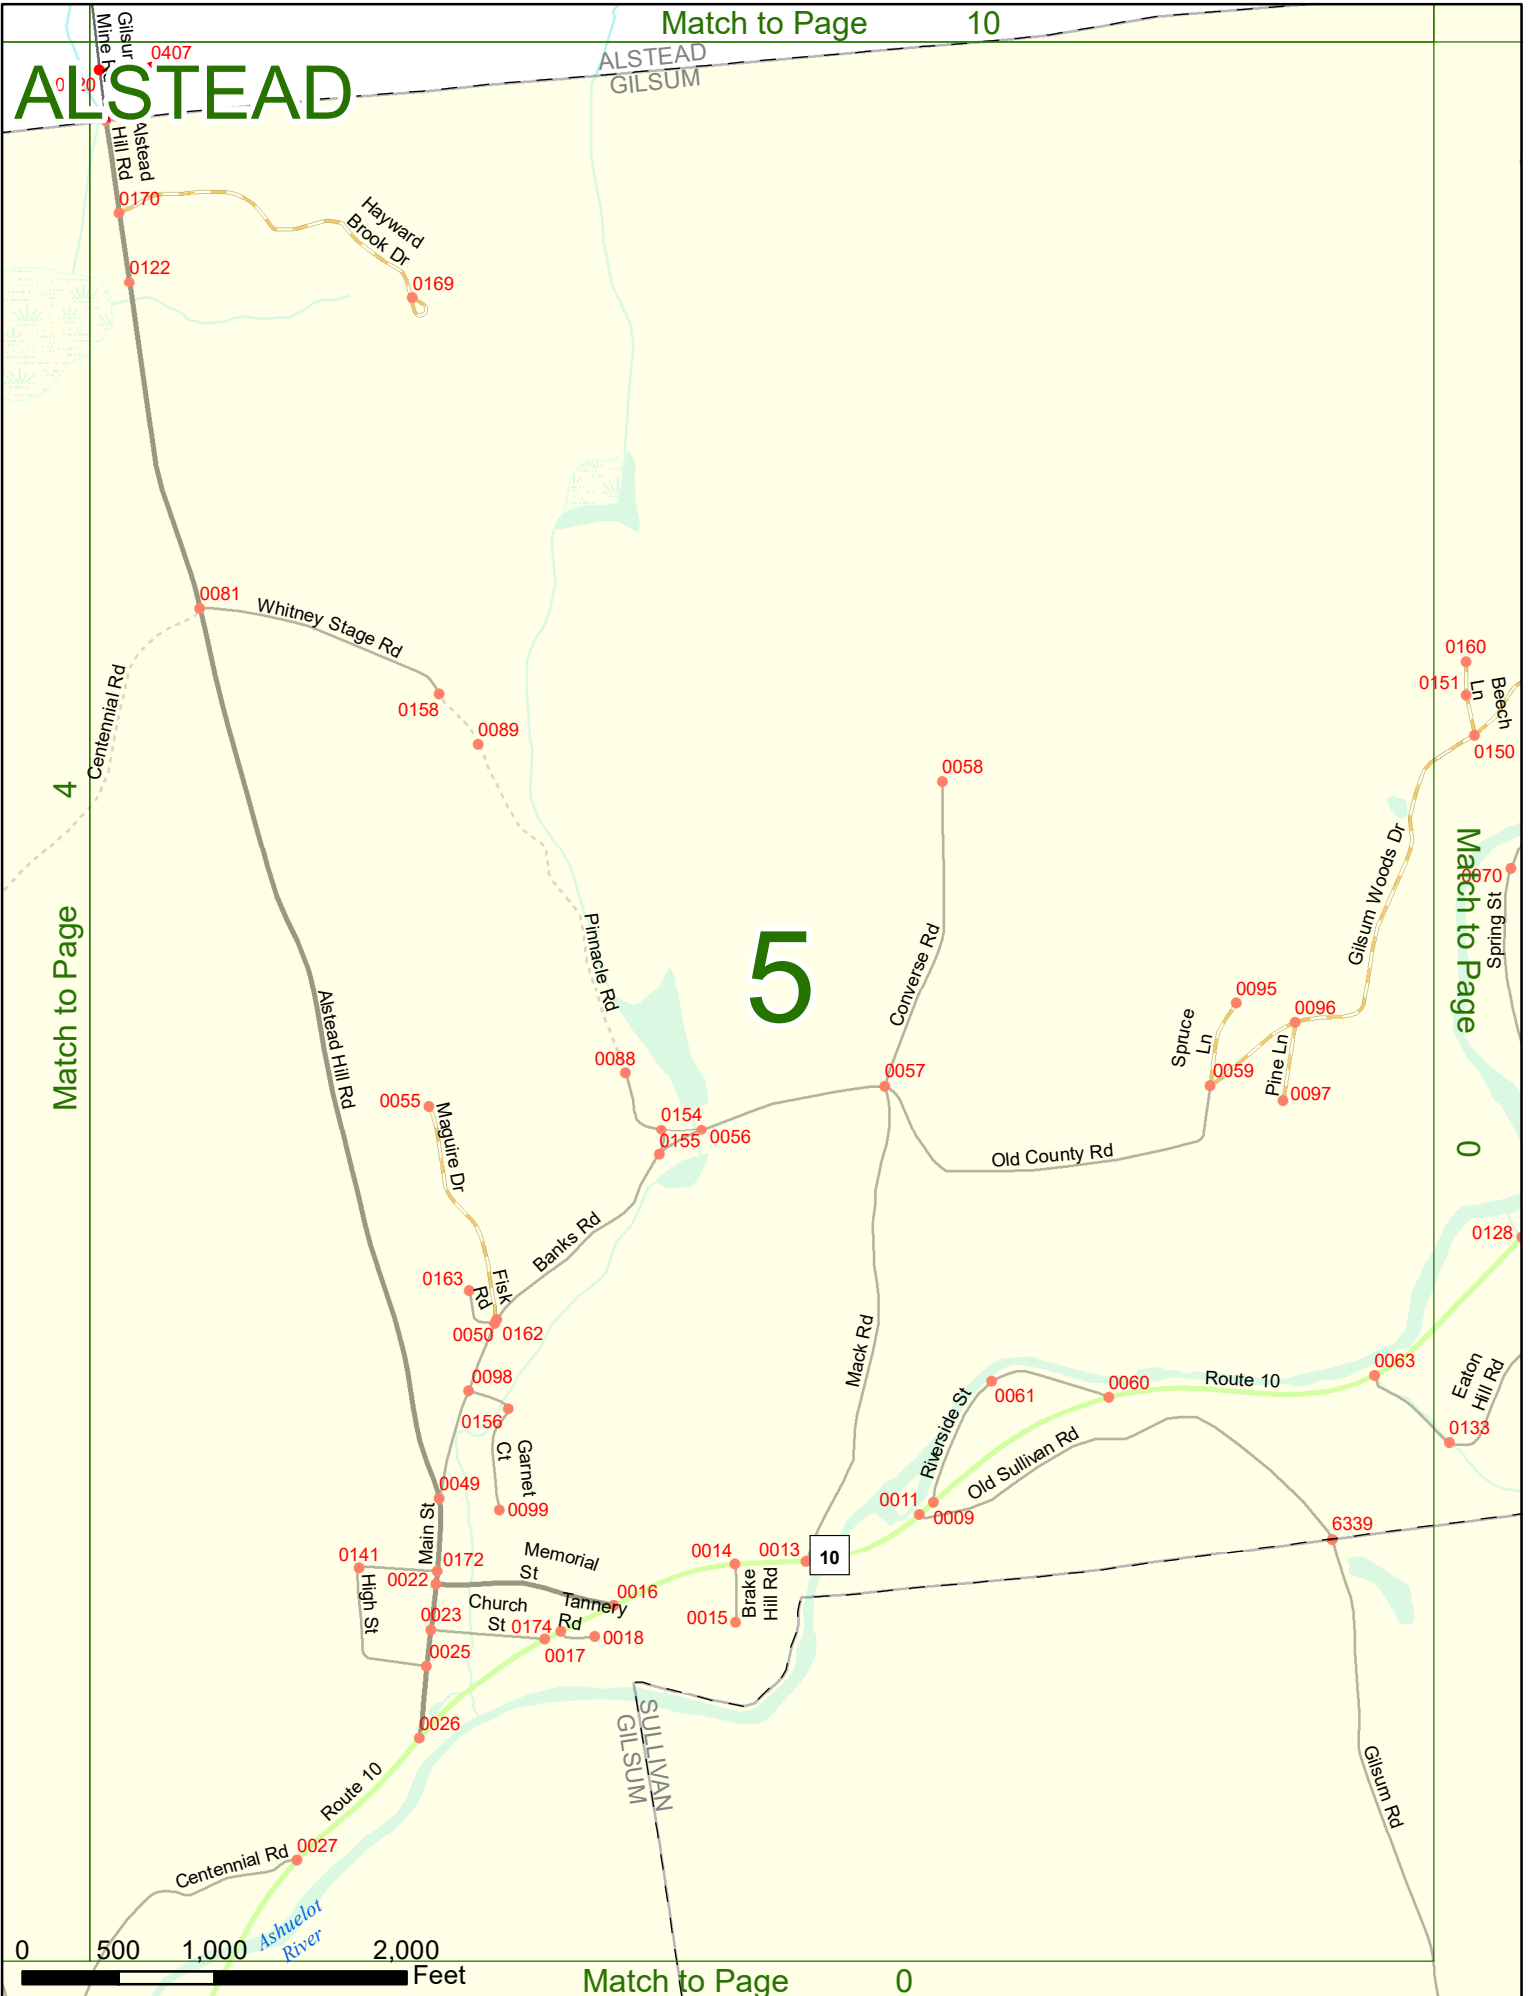 Match to Page 10
Gilsum
Mine Rd
0407
ALSTEAD
ALSTEAD
GILSUM
Alstead
Hill Rd
0170
Hayward
Brook Dr
0122
0169
0081
Whitney Stage Rd
Centennial Rd
0158
0089
0160
0151
Beech
Ln
0150
0058
Match to Page 4
Gilsum Woods Dr
Match to Page 0
0070
Spring St
Pinnacle Rd
5
Converse Rd
Alstead Hill Rd
0095
0096
Spruce
Ln
Pine Ln
0088
0057
0059
0097
0055
Maguire Dr
0154
0155
0056
Old County Rd
Banks Rd
0128
0163
Fisk
Rd
0050
0162
Mack Rd
0098
0156
Garnet
Ct
0063
Route 10
0060
0061
Eaton
Hill Rd
Riverside St
Old Sullivan Rd
0133
0049
0099
0011
0009
Main St
6339
0141
0172
Memorial
St
0014
0013
10
0022
High St
Church
St
0016
Tannery
Rd
Brake
Hill Rd
0015
0023
0174
0018
0017
0025
0026
SULLIVAN
GILSUM
Route 10
Gilsum Rd
Centennial Rd
0027
Ashuelot
River
0 500 1,000 2,000
Feet
Match to Page 0